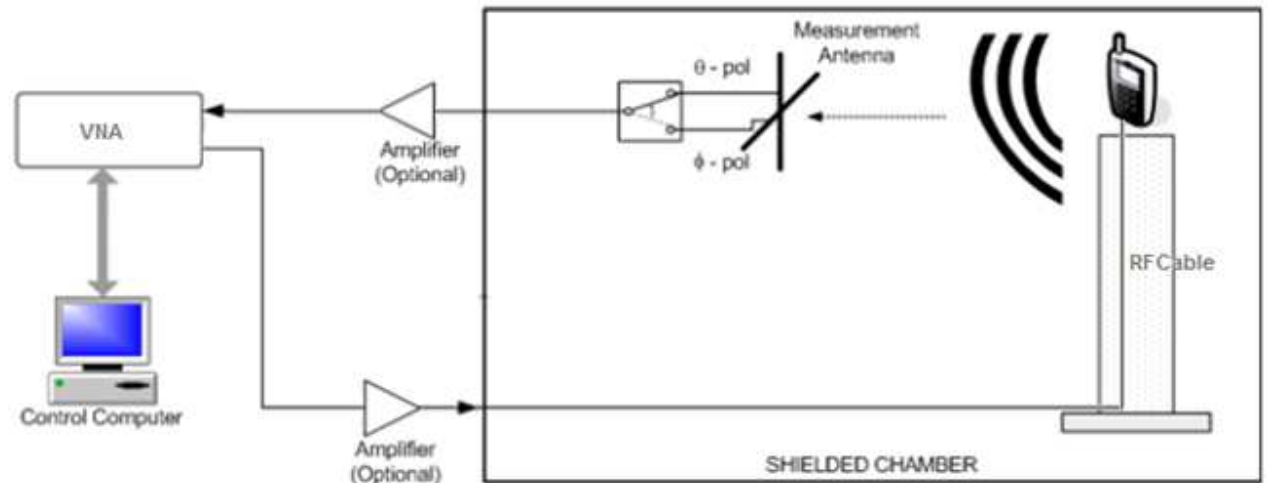 Measurement
Antenna
θ - pol
VNA
Amplifier
(Optional)
ϕ - pol
RFCable
Control Computer
Amplifier
(Optional)
SHIELDED CHAMBER